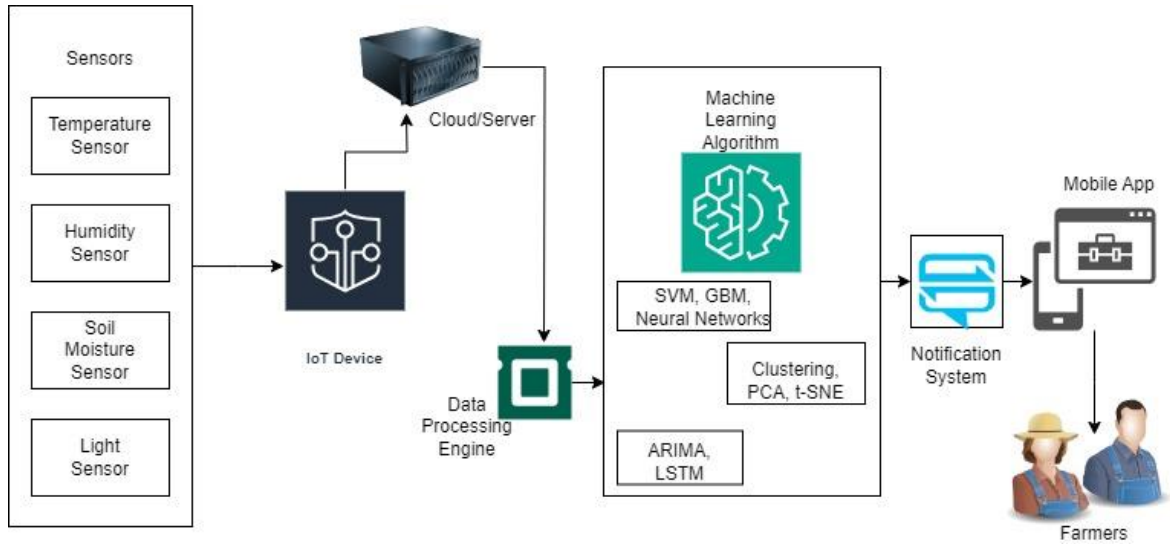 Sensors
Temperature
Sensor
Humidity
Sensor
Soil
Moisture
Sensor
Light
Sensor
IoT Device
Cloud/Server
Data
Processing
Engine
Machine
Learning
Algorithm
SVM, GBM,
Neural Networks
Clustering,
PCA, t-SNE
ARIMA,
LSTM
Notification
System
Mobile App
Farmers